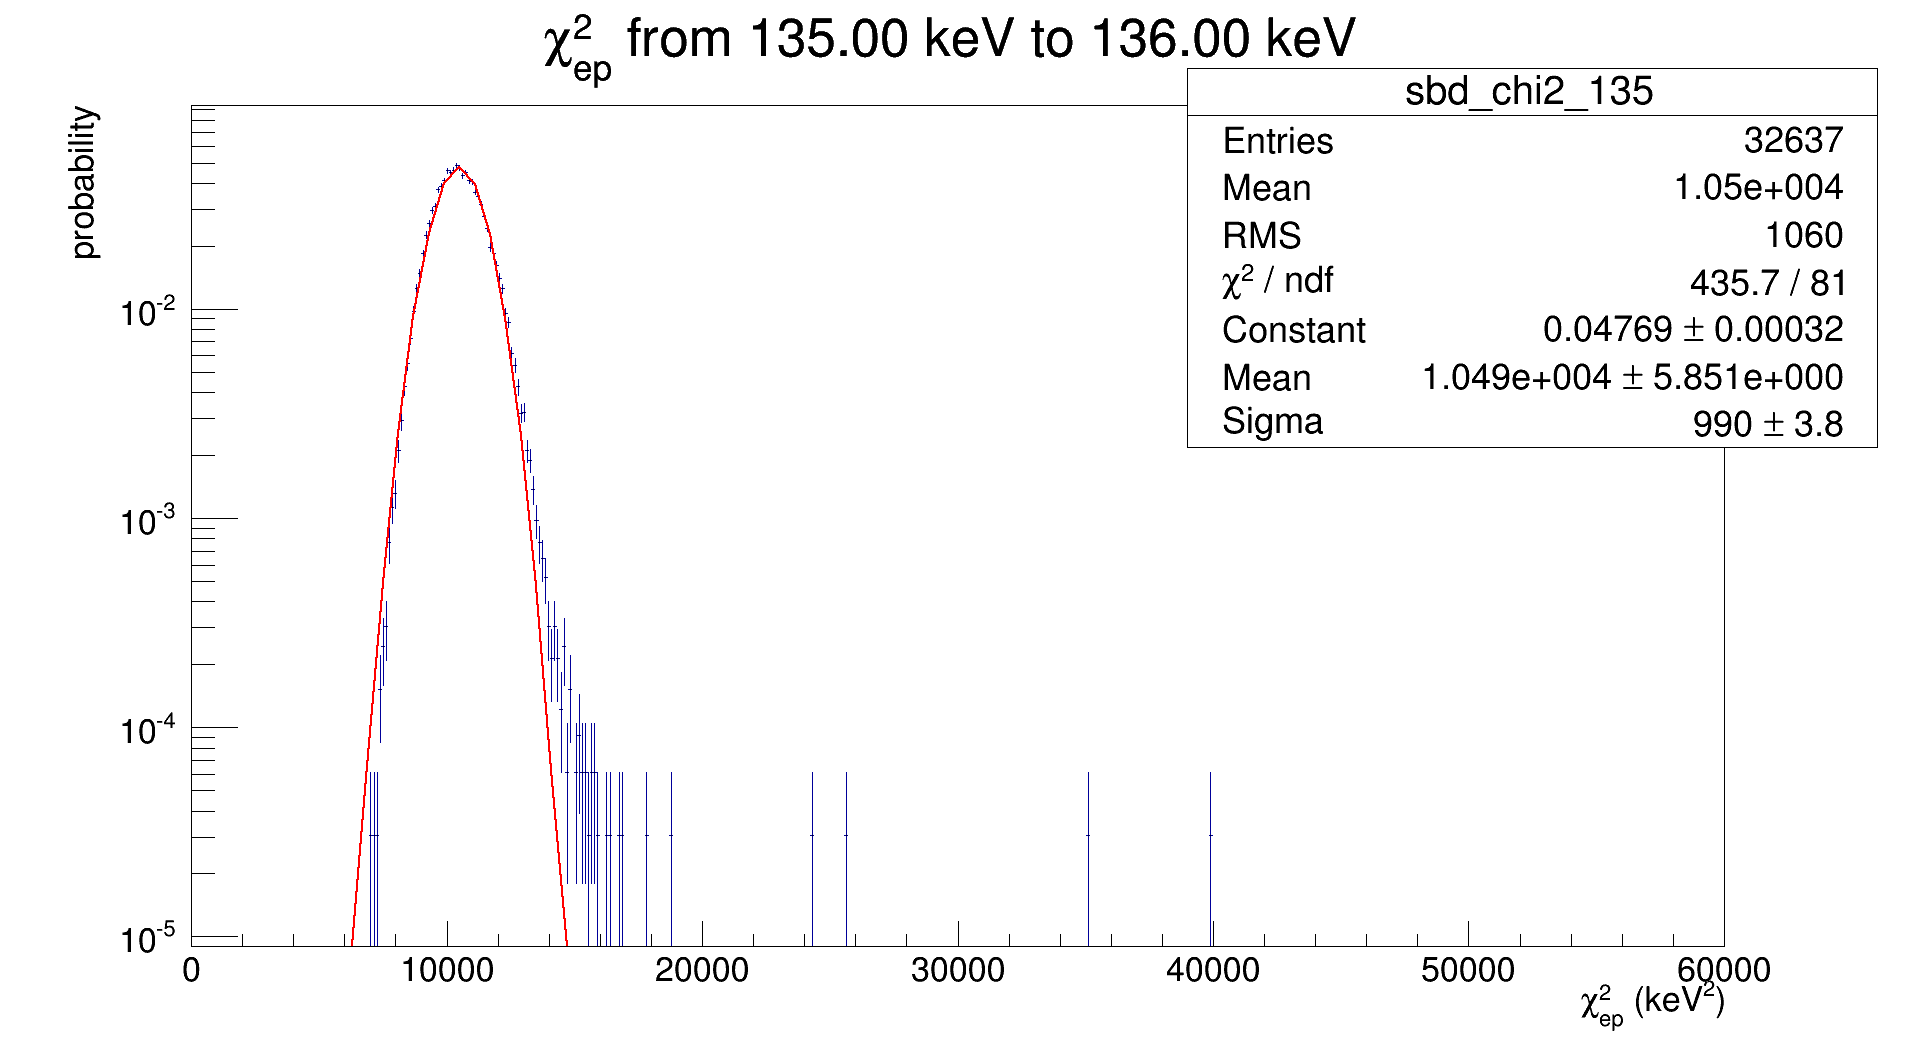 χ²ep from 135.00 keV to 136.00 keV
sbd_chi2_135
Entries 32637
Mean 1.05e+004
RMS 1060
χ² / ndf 435.7 / 81
Constant 0.04769 ± 0.00032
Mean 1.049e+004 ± 5.851e+000
Sigma 990 ± 3.8
probability
10⁻²
10⁻³
10⁻⁴
10⁻⁵
0 10000 20000 30000 40000 50000 60000
χ²ep (keV²)